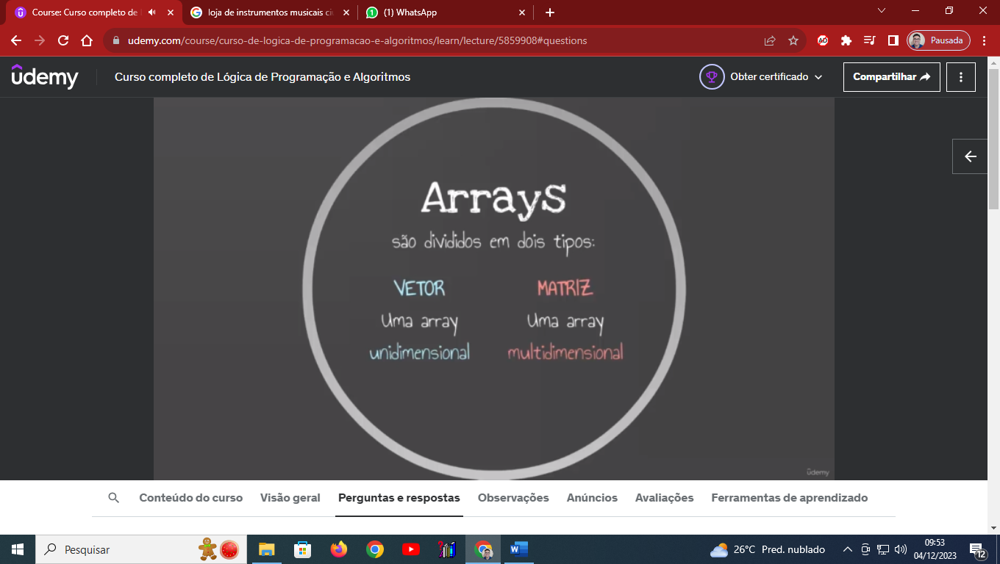 Course: Curso completo de
loja de instrumentos musicais ci
(1) WhatsApp
udemy.com/course/curso-de-logica-de-programacao-e-algoritmos/learn/lecture/5859908#questions
Pausada
ûdemy
Curso completo de Lógica de Programação e Algoritmos
Obter certificado
Compartilhar
Arrays
são divididos em dois tipos:
VETOR
MATRIZ
Uma array
Uma array
unidimensional
multidimensional
ûdemy
Conteúdo do curso
Visão geral
Perguntas e respostas
Observações
Anúncios
Avaliações
Ferramentas de aprendizado
Pesquisar
26°C Pred. nublado
09:53
04/12/2023
12